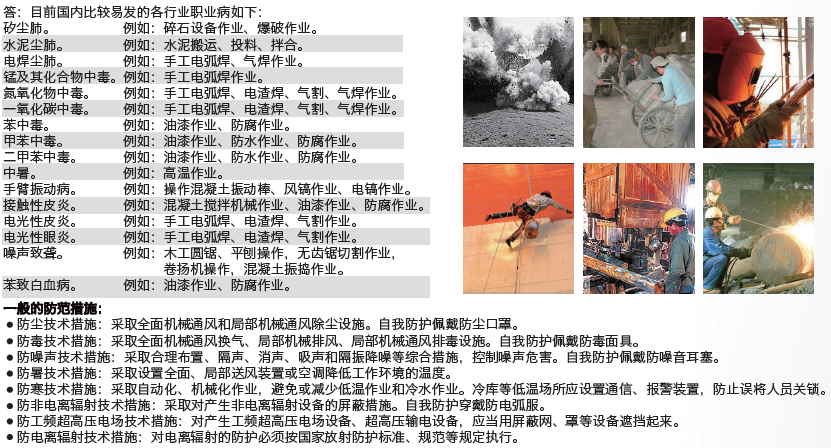 答：目前国内比较易发的各行业职业病如下：
矽尘肺。 例如：碎石设备作业、爆破作业。
水泥尘肺。 例如：水泥搬运、投料、拌合。
电焊尘肺。 例如：手工电弧焊、气焊作业。
锰及其化合物中毒。例如：手工电弧焊作业。
氮氧化物中毒。 例如：手工电弧焊、电渣焊、气割、气焊作业。
一氧化碳中毒。 例如：手工电弧焊、电渣焊、气割、气焊作业。
苯中毒。 例如：油漆作业、防腐作业。
甲苯中毒。 例如：油漆作业、防水作业、防腐作业。
二甲苯中毒。 例如：油漆作业、防水作业、防腐作业。
中暑。 例如：高温作业。
手臂振动病。 例如：操作混凝土振动棒、风镐作业、电镐作业。
接触性皮炎。 例如：混凝土搅拌机械作业、油漆作业、防腐作业。
电光性皮炎。 例如：手工电弧焊、电渣焊、气割作业。
电光性眼炎。 例如：手工电弧焊、电渣焊、气割作业。
噪声致聋。 例如：木工圆锯、平刨操作，无齿锯切割作业，
卷扬机操作，混凝土振捣作业。
苯致白血病。 例如：油漆作业、防腐作业。
一般的防范措施：
●防尘技术措施：采取全面机械通风和局部机械通风除尘设施。自我防护佩戴防尘口罩。
●防毒技术措施：采取全面机械通风换气、局部机械排风、局部机械通风排毒设施。自我防护佩戴防毒面具。
●防噪声技术措施：采取合理布置、隔声、消声、吸声和隔振降噪等综合措施，控制噪声危害。自我防护佩戴防噪音耳塞。
●防暑技术措施：采取设置全面、局部送风装置或空调降低工作环境的温度。
●防寒技术措施：采取自动化、机械化作业，避免或减少低温作业和冷水作业。冷库等低温场所应设置通信、报警装置，防止误将人员关锁。
●防非电离辐射技术措施：采取对产生非电离辐射设备的屏蔽措施。自我防护穿戴防电弧服。
●防工频超高压电场技术措施：对产生工频超高压电场设备、超高压输电设备，应当用屏蔽网、罩等设备遮挡起来。
●防电离辐射技术措施：对电离辐射的防护必须按国家放射防护标准、规范等规定执行。